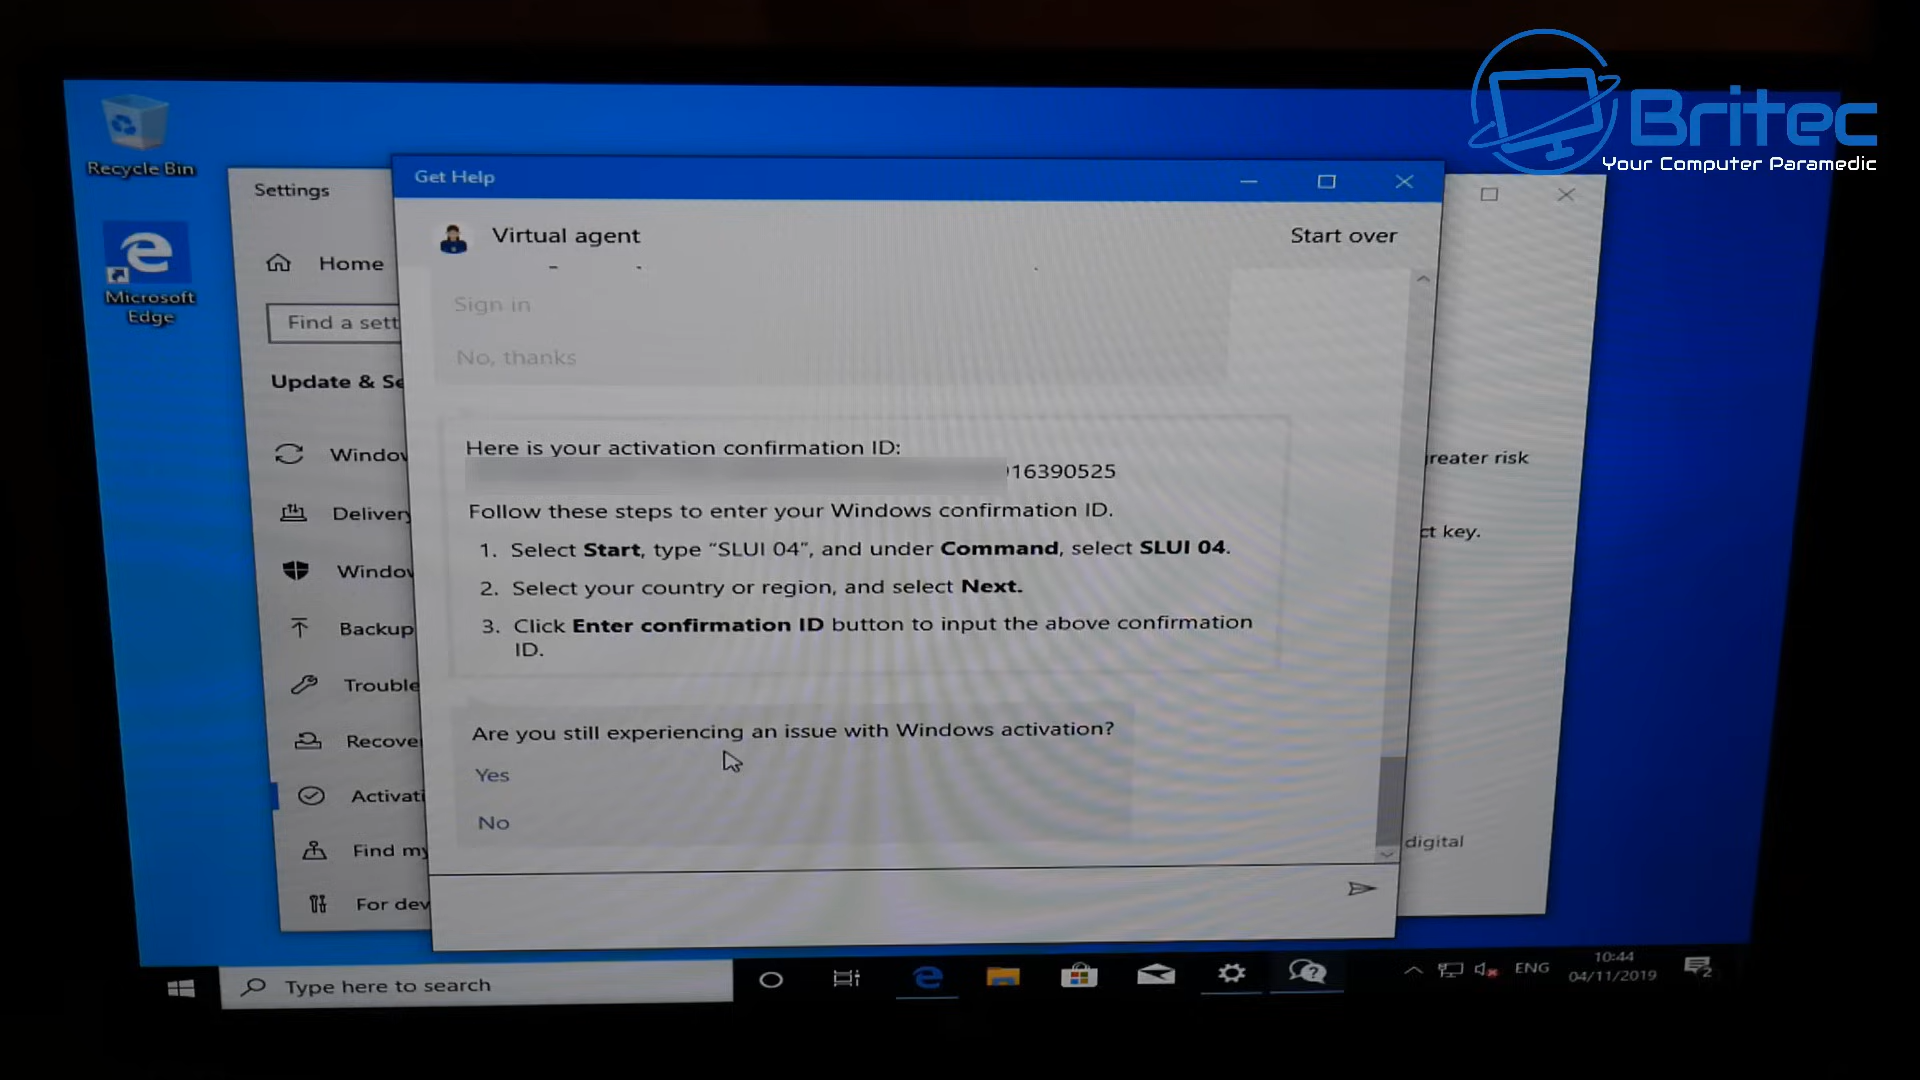 Britec
Your Computer Paramedic
Recycle Bin
Microsoft
Edge
Settings
Home
Find a sett
Update & Se
Window
Delivery
Window
Backup
Trouble
Recove
Activati
Find my
For dev
Get Help
Virtual agent
Start over
Sign in
No, thanks
Here is your activation confirmation ID:
16390525
Follow these steps to enter your Windows confirmation ID.
1. Select Start, type “SLUI 04”, and under Command, select SLUI 04.
2. Select your country or region, and select Next.
3. Click Enter confirmation ID button to input the above confirmation
ID.
Are you still experiencing an issue with Windows activation?
Yes
No
reater risk
ct key.
digital
Type here to search
ENG
10:44
04/11/2019
2